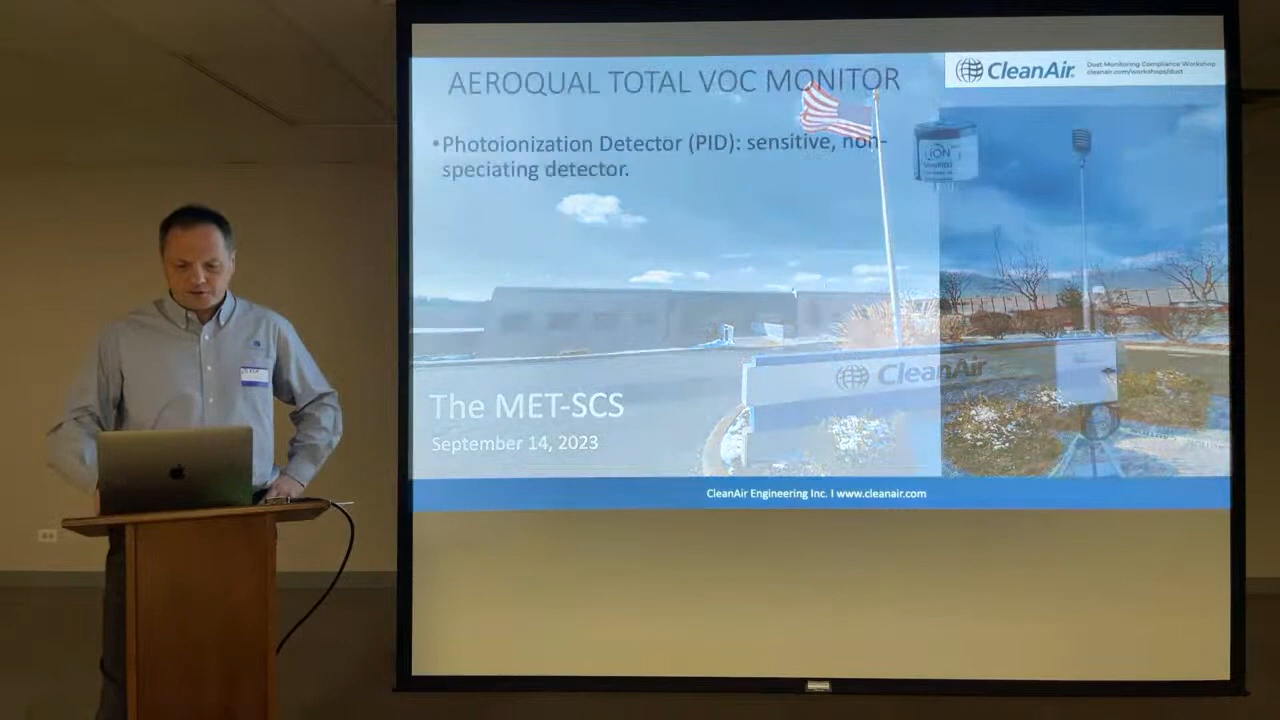 AEROQUAL TOTAL VOC MONITOR
CleanAir
Dust Monitoring Compliance Workshop
cleanair.com/workshops/dust
•Photoionization Detector (PID): sensitive, non-
speciating detector.
ION
CleanAir
The MET-SCS
September 14, 2023
CleanAir Engineering Inc. I www.cleanair.com